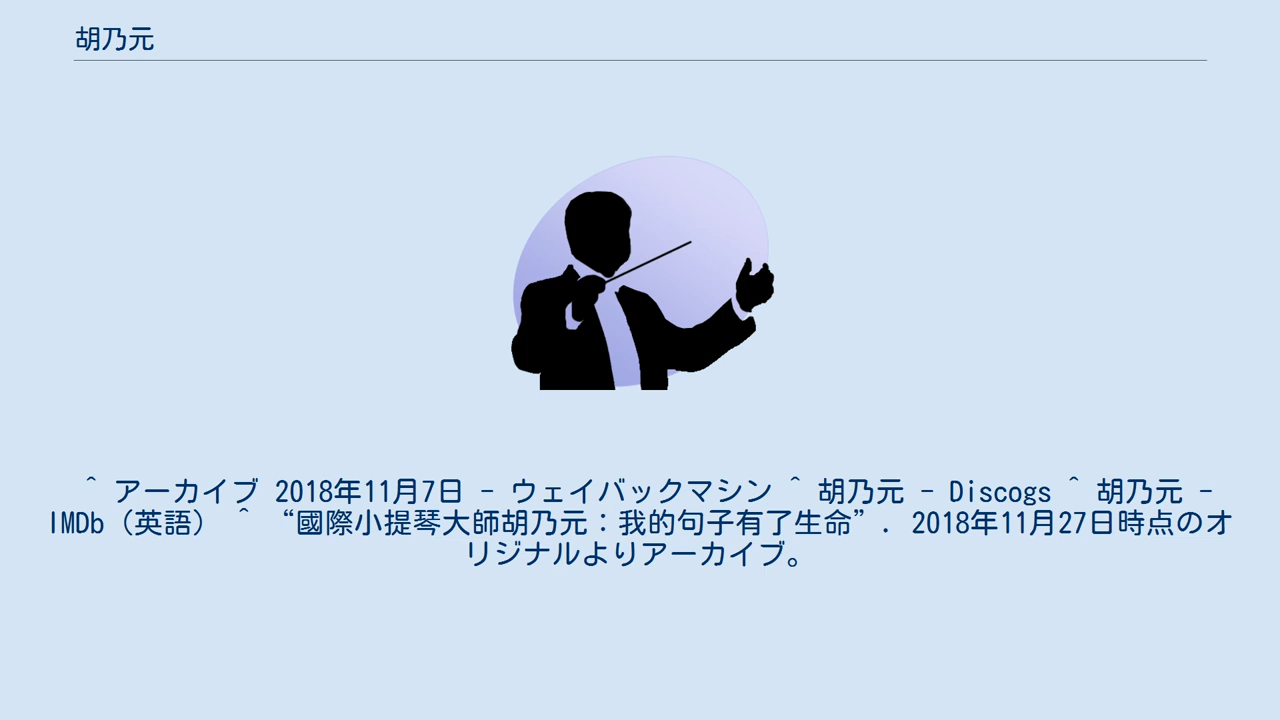 胡乃元
^ アーカイブ 2018年11月7日 - ウェイバックマシン ^ 胡乃元 - Discogs ^ 胡乃元 -
IMDb（英語） ^ “國際小提琴大師胡乃元：我的句子有了生命”. 2018年11月27日時点のオ
リジナルよりアーカイブ。